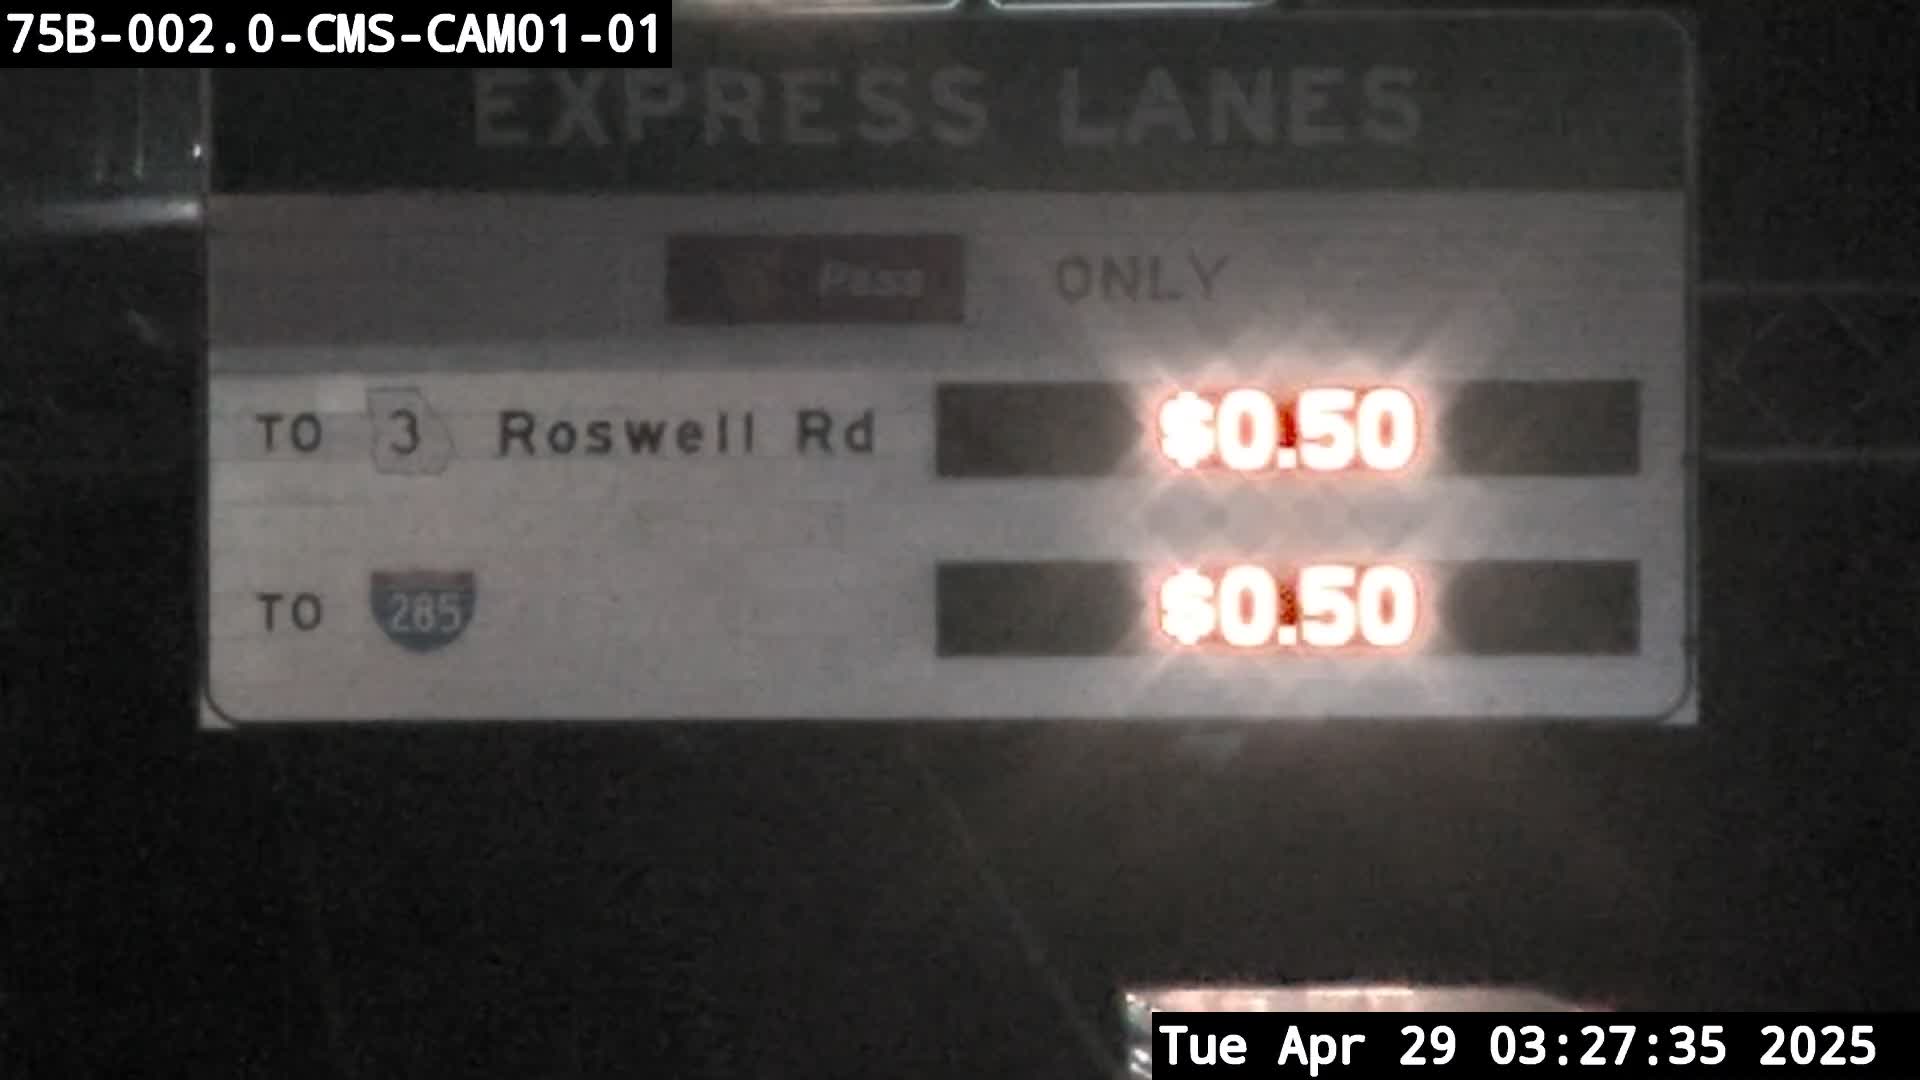 75B-002.0-CMS-CAM01-01
EXPRESS LANES
Pass ONLY
TO 3 Roswell Rd $0.50
TO 285 $0.50
Tue Apr 29 03:27:35 2025